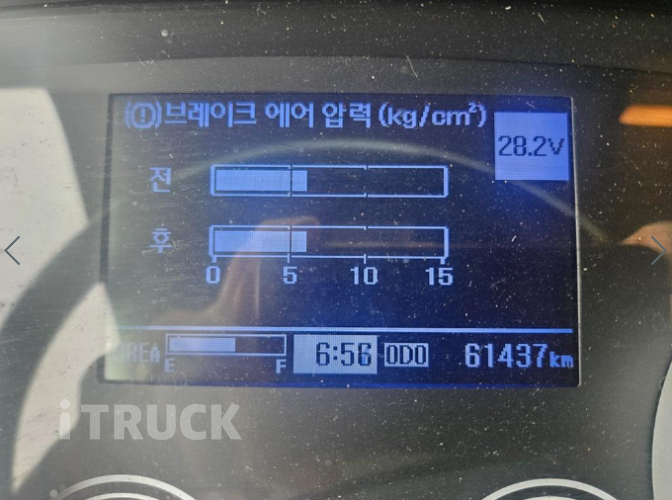 (!)브레이크 에어 압력(kg/cm²)
28.2V
전
후
0 5 10 15
UREA E F 6:56 ODO 61437km
iTRUCK